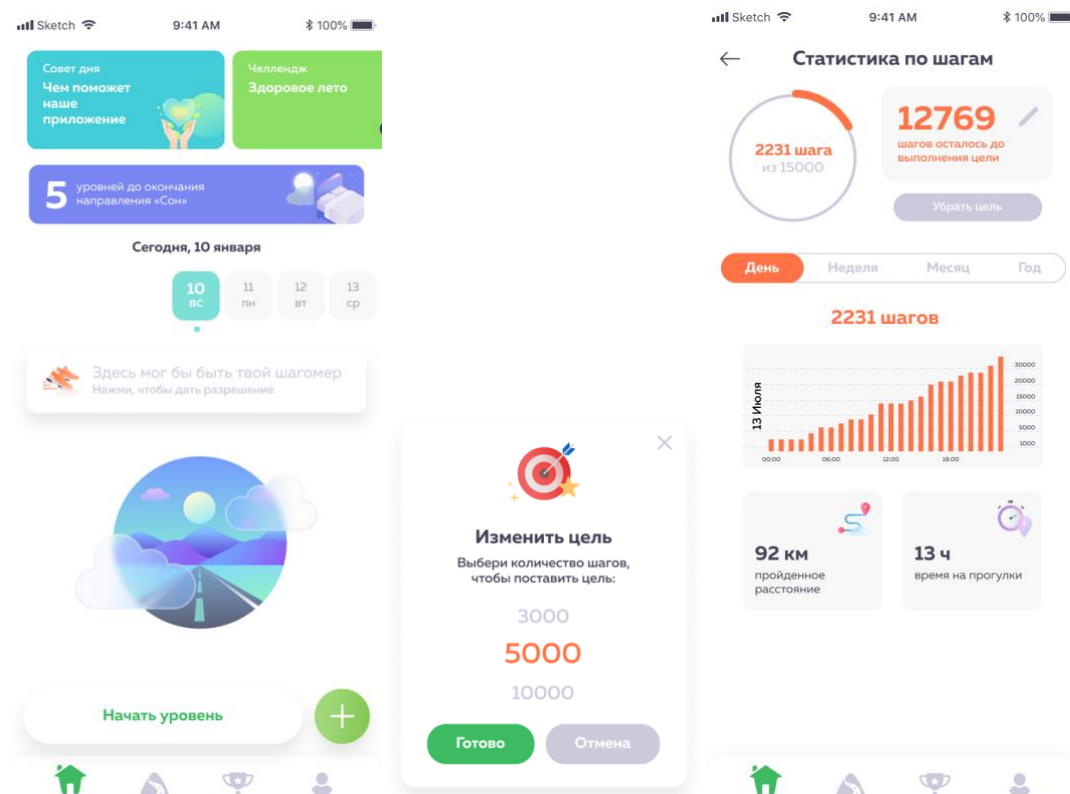 Sketch
9:41 AM
100%
Совет дня
Чем поможет
наше
приложение
Челлендж
Здоровое лето
5
уровней до окончания
направления «Сон»
Сегодня, 10 января
10
вс
11
пн
12
вт
13
ср
Здесь мог бы быть твой шагомер
Нажми, чтобы дать разрешение
Начать уровень
Изменить цель
Выбери количество шагов,
чтобы поставить цель:
3000
5000
10000
Готово
Отмена
Sketch
9:41 AM
100%
Статистика по шагам
2231 шага
из 15000
12769
шагов осталось до
выполнения цели
Убрать цель
День
Неделя
Месяц
Год
2231 шагов
13 Июля
30000
20000
15000
10000
5000
1000
00:00
06:00
12:00
18:00
92 км
пройденное
расстояние
13 ч
время на прогулки